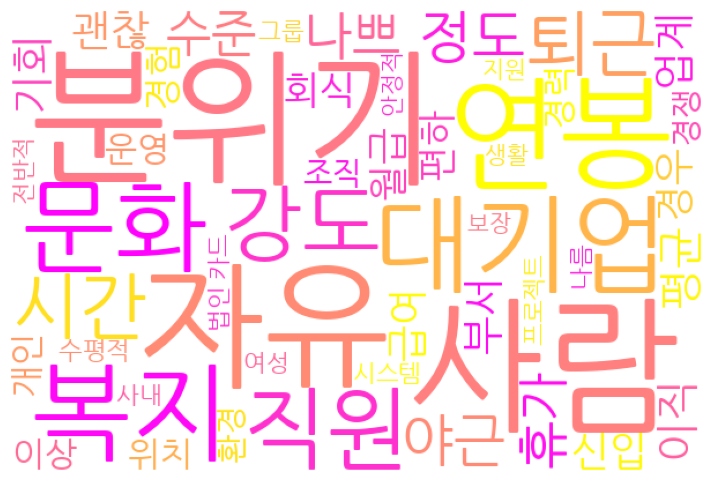 괜찮
수준
그룹
나쁘
정도
퇴근
업계
기회
경험
분위기
회식
안정적
지원
연봉
경력
경쟁
전반적
운영
조직
월급
편하
생활
경우
문화
강도
대기업
보장
평균
시간
자유
법인 카드
급여
부서
프로젝트
나름
사람
개인
수평적
여성
시스템
복지
사내
직원
야근
휴가
이직
이상
위치
환경
신입